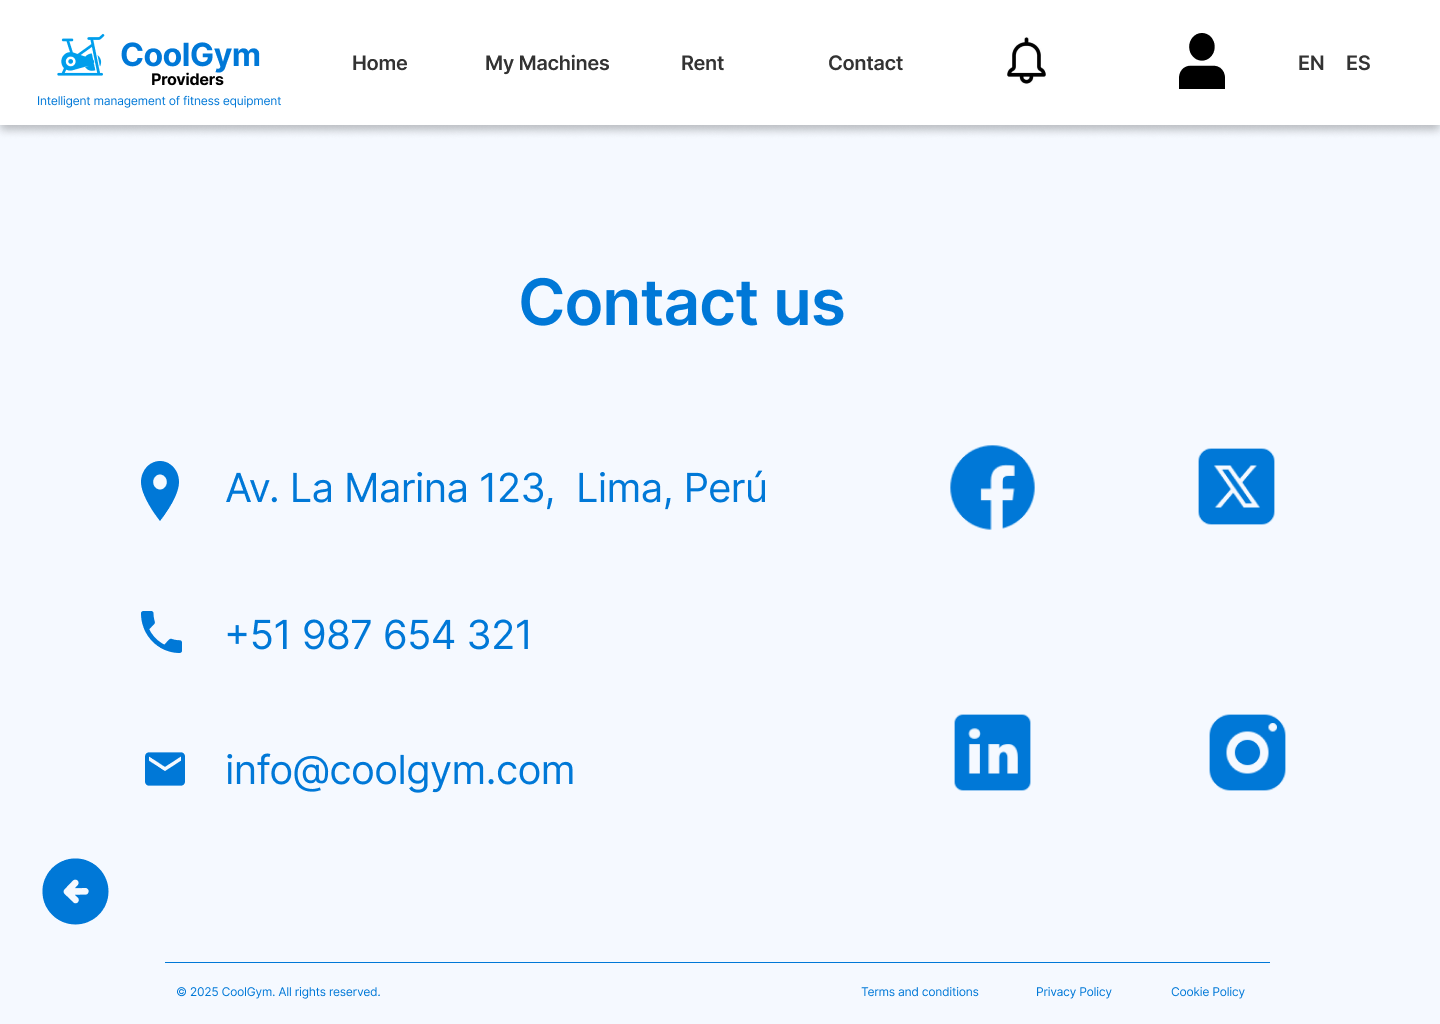 CoolGym
Providers
Intelligent management of fitness equipment
Home My Machines Rent Contact EN ES
Contact us
Av. La Marina 123,  Lima, Perú
+51 987 654 321
in
info@coolgym.com
© 2025 CoolGym. All rights reserved. Terms and conditions Privacy Policy Cookie Policy